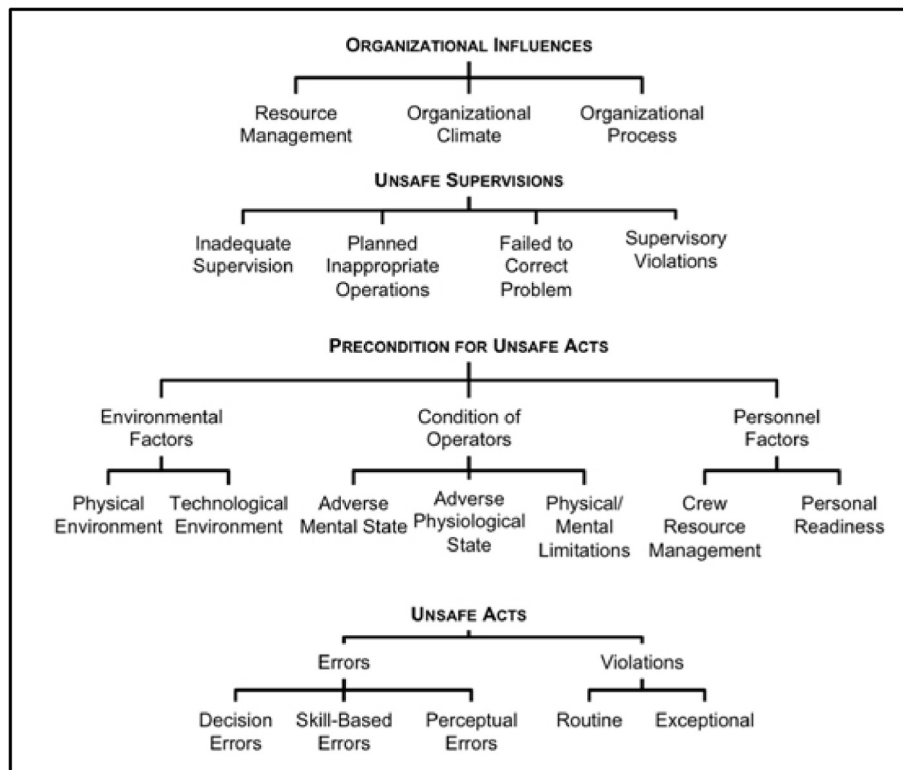 ORGANIZATIONAL INFLUENCES
Resource Management
Organizational Climate
Organizational Process
UNSAFE SUPERVISIONS
Inadequate Supervision
Planned Inappropriate Operations
Failed to Correct Problem
Supervisory Violations
PRECONDITION FOR UNSAFE ACTS
Environmental Factors
Condition of Operators
Personnel Factors
Physical Environment
Technological Environment
Adverse Mental State
Adverse Physiological State
Physical/ Mental Limitations
Crew Resource Management
Personal Readiness
UNSAFE ACTS
Errors
Violations
Decision Errors
Skill-Based Errors
Perceptual Errors
Routine
Exceptional